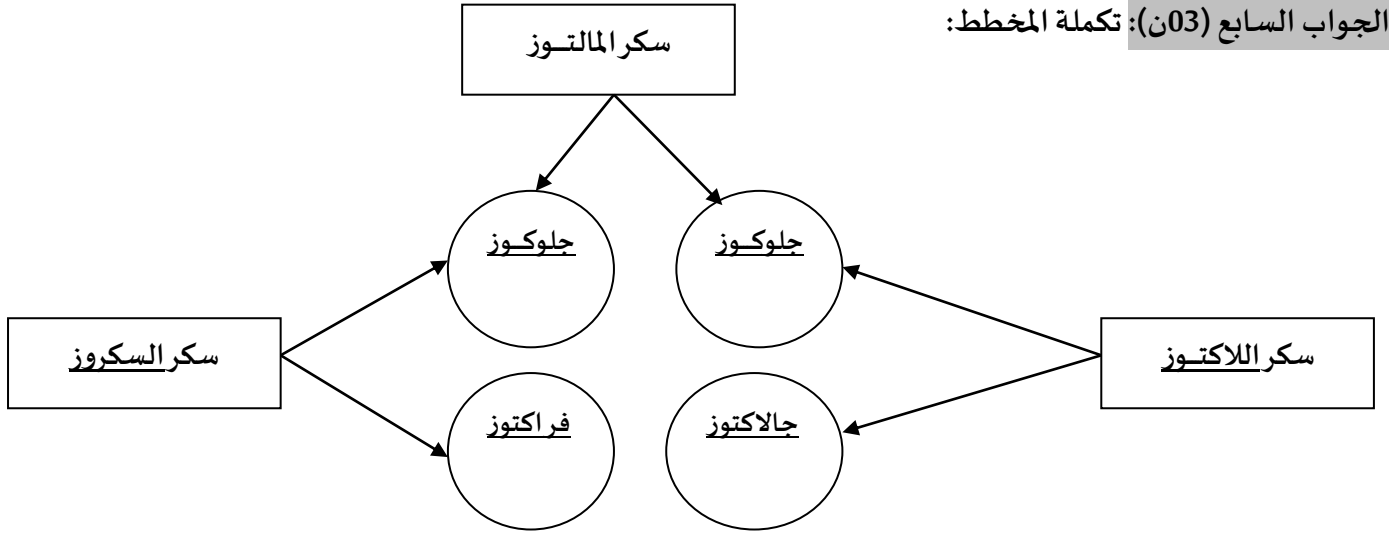 الجواب السابع (03ن): تكملة المخطط:
سكر المالتــوز
جلوكــوز
جلوكــوز
سكر اللاكتــوز
سكر السكروز
جالاكتوز
فراكتوز